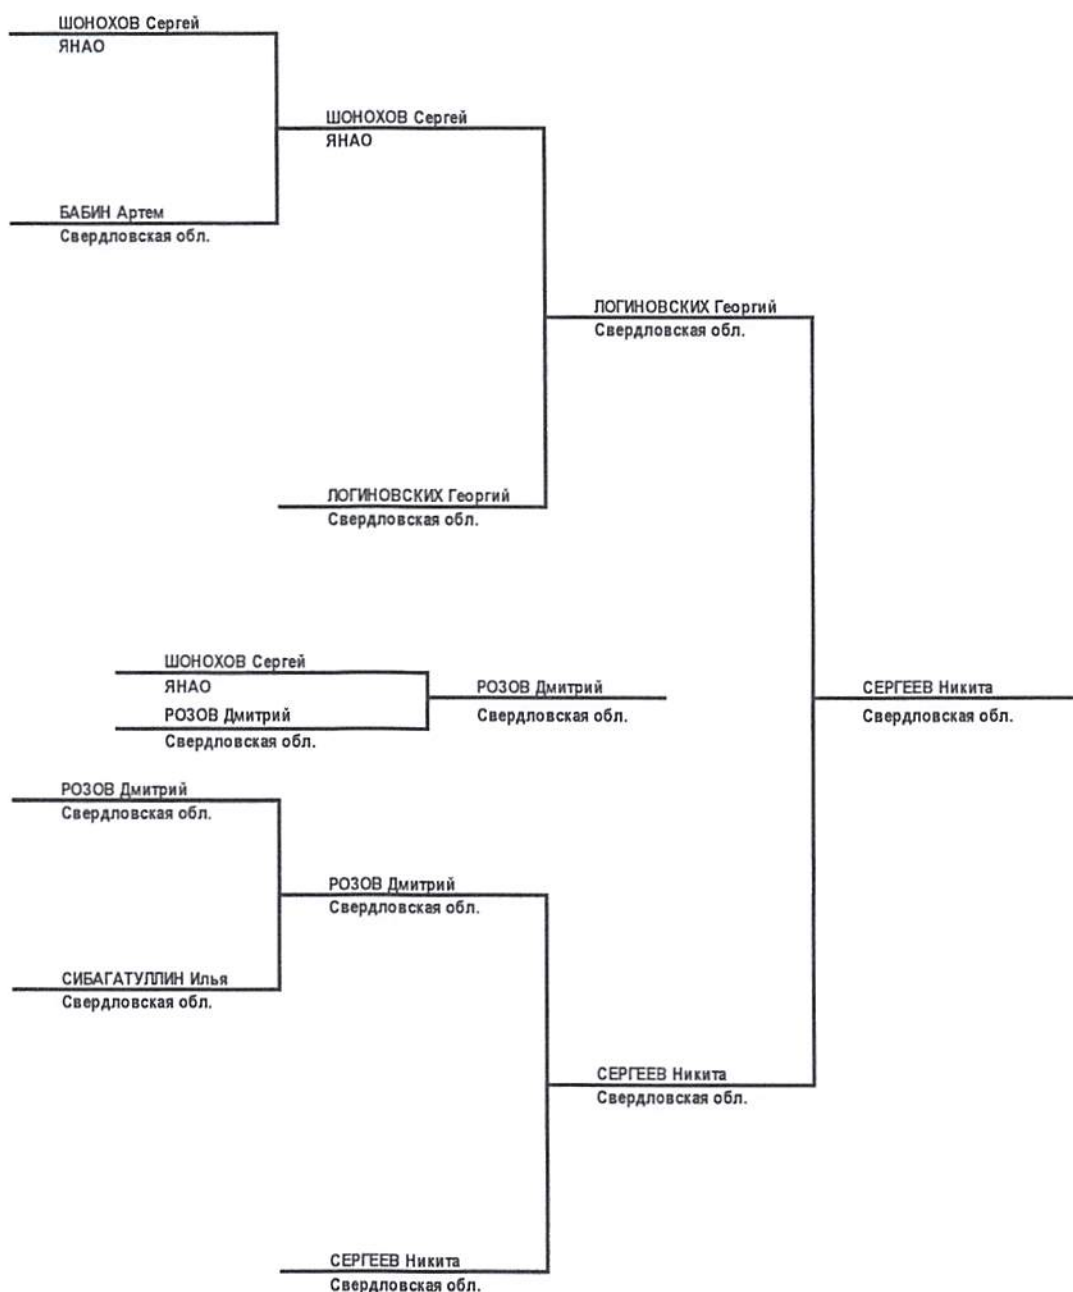 ШОНОХОВ Сергей
ЯНАО
ШОНОХОВ Сергей
ЯНАО
БАБИН Артем
Свердловская обл.
ЛОГИНОВСКИХ Георгий
Свердловская обл.
ЛОГИНОВСКИХ Георгий
Свердловская обл.
ШОНОХОВ Сергей
ЯНАО
РОЗОВ Дмитрий
Свердловская обл.
РОЗОВ Дмитрий
Свердловская обл.
СЕРГЕЕВ Никита
Свердловская обл.
РОЗОВ Дмитрий
Свердловская обл.
РОЗОВ Дмитрий
Свердловская обл.
СИБАГАТУЛЛИН Илья
Свердловская обл.
СЕРГЕЕВ Никита
Свердловская обл.
СЕРГЕЕВ Никита
Свердловская обл.